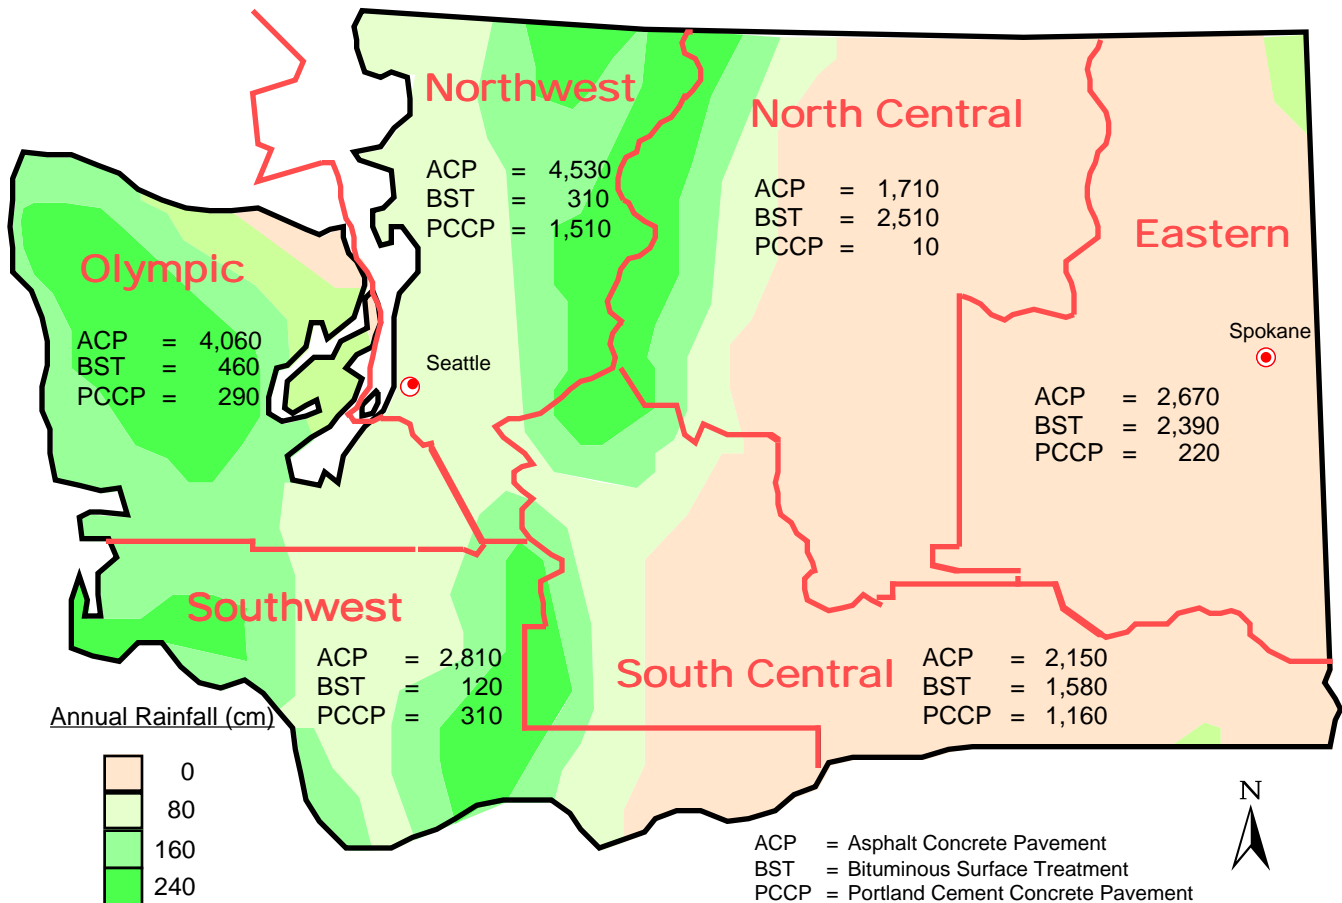 Northwest
ACP = 4,530
BST = 310
PCCP = 1,510
North Central
ACP = 1,710
BST = 2,510
PCCP = 10
Eastern
Spokane
ACP = 2,670
BST = 2,390
PCCP = 220
Olympic
ACP = 4,060
BST = 460
PCCP = 290
Seattle
Southwest
ACP = 2,810
BST = 120
PCCP = 310
South Central
ACP = 2,150
BST = 1,580
PCCP = 1,160
Annual Rainfall (cm)
0
80
160
240
N
ACP = Asphalt Concrete Pavement
BST = Bituminous Surface Treatment
PCCP = Portland Cement Concrete Pavement